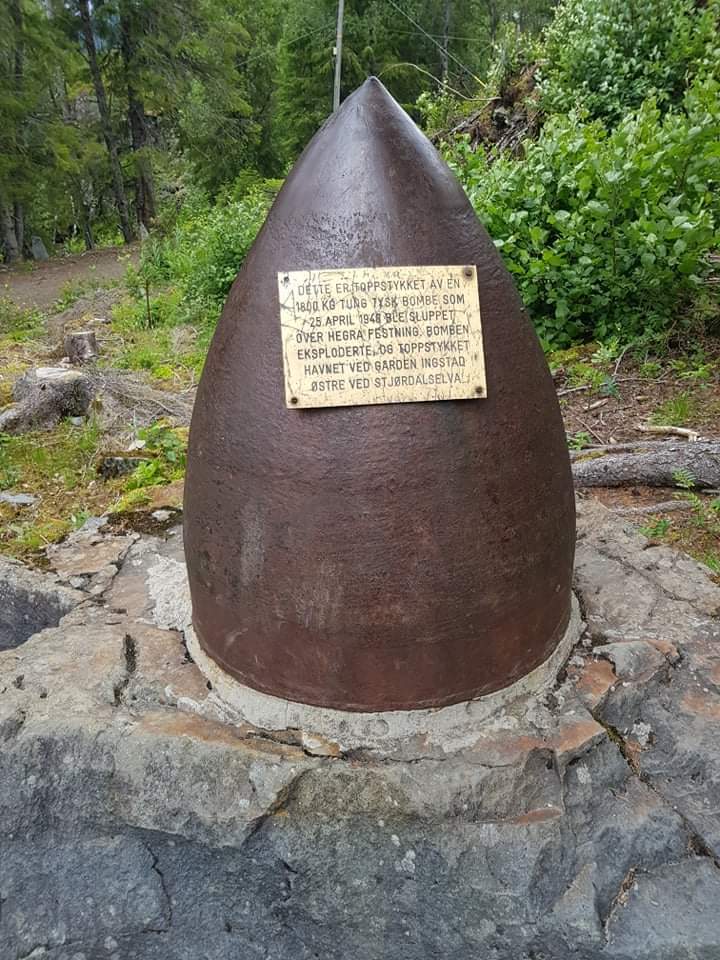 DETTE ER TOPPSTYKKET AV EN
1800 KG TUNG TYSK BOMBE SOM
25 APRIL 1940 BLE SLUPPET
OVER HEGRA FESTNING. BOMBEN
EKSPLODERTE, OG TOPPSTYKKET
HAVNET VED GARDEN INGSTAD
ØSTRE VED STJØRDALSELVA.